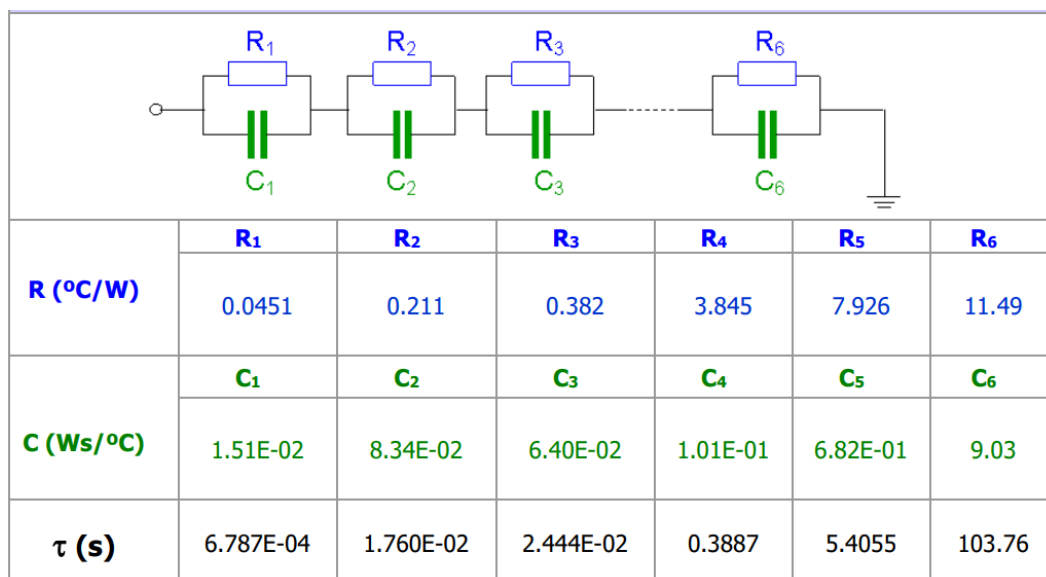 R₁ R₂ R₃ R₆
C₁ C₂ C₃ C₆
R₁ R₂ R₃ R₄ R₅ R₆
R (ºC/W) 0.0451 0.211 0.382 3.845 7.926 11.49
C₁ C₂ C₃ C₄ C₅ C₆
C (Ws/ºC) 1.51E-02 8.34E-02 6.40E-02 1.01E-01 6.82E-01 9.03
τ (s) 6.787E-04 1.760E-02 2.444E-02 0.3887 5.4055 103.76